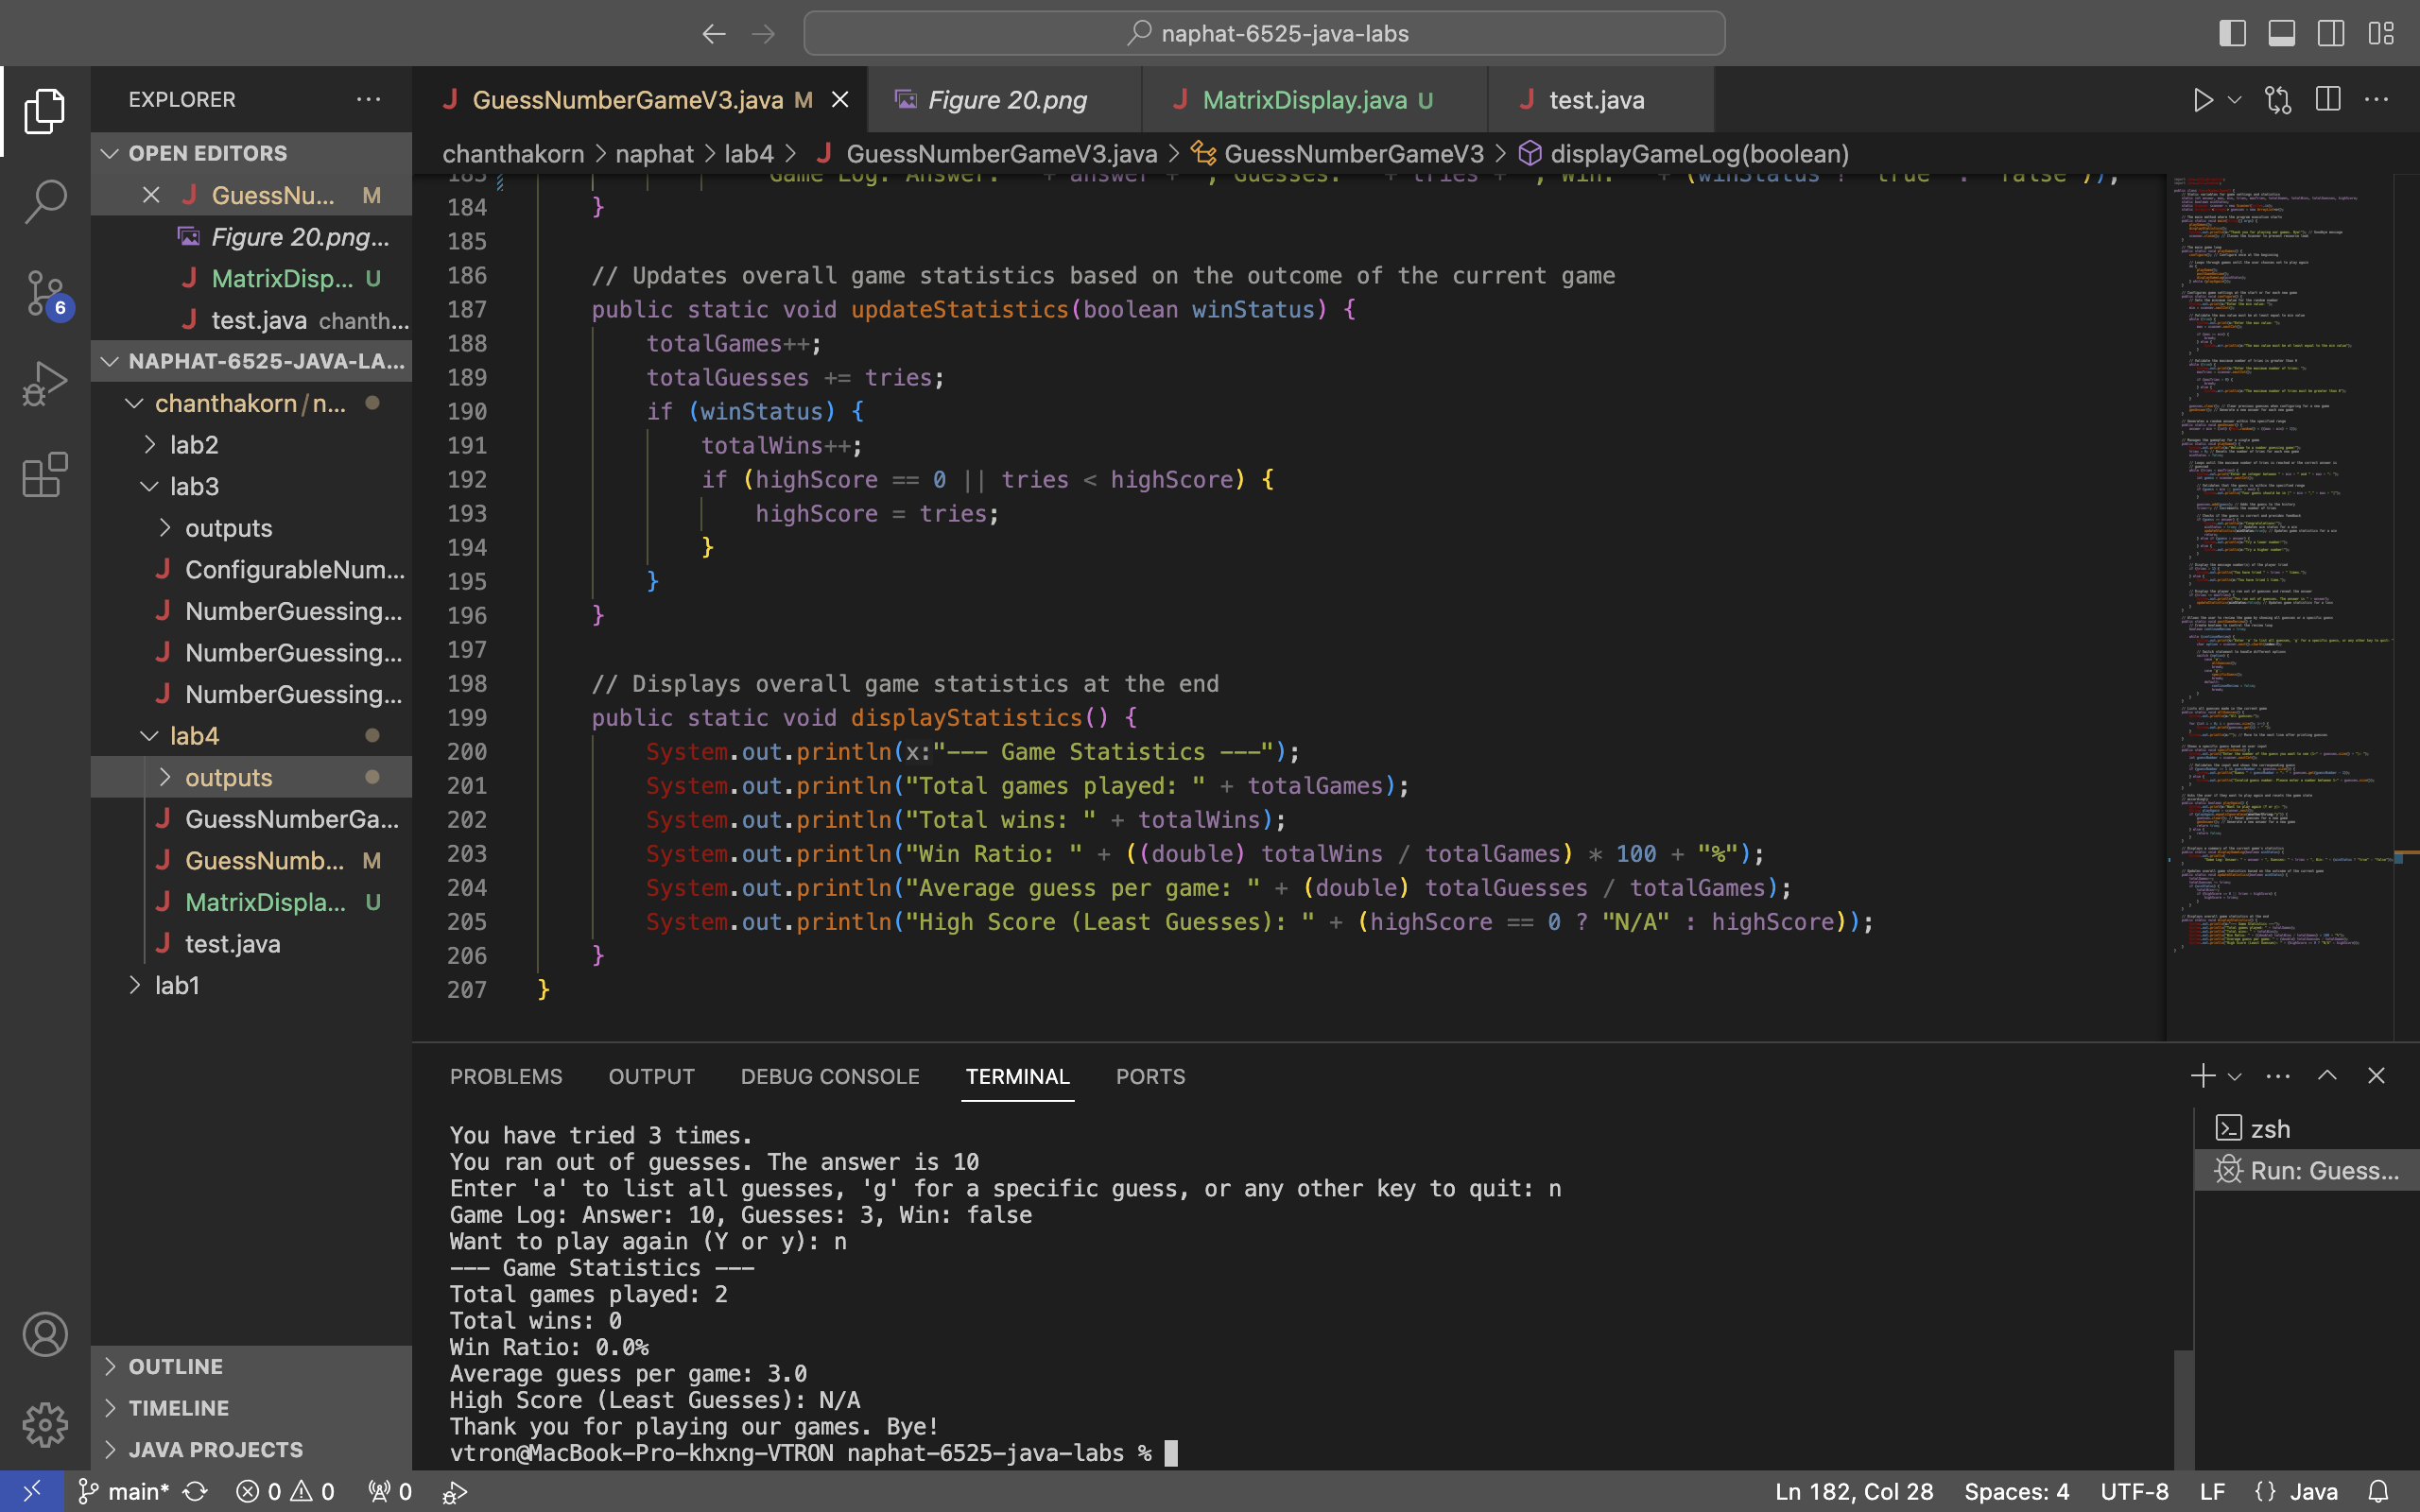 naphat-6525-java-labs
EXPLORER
OPEN EDITORS
GuessNu... M
Figure 20.png...
MatrixDisp... U
test.java chanth...
NAPHAT-6525-JAVA-LA...
chanthakorn/n...
lab2
lab3
outputs
ConfigurableNum...
NumberGuessing...
NumberGuessing...
NumberGuessing...
lab4
outputs
GuessNumberGa...
GuessNumb... M
MatrixDispla... U
test.java
lab1
OUTLINE
TIMELINE
JAVA PROJECTS
6
GuessNumberGameV3.java M
Figure 20.png
MatrixDisplay.java U
test.java
chanthakorn > naphat > lab4 > GuessNumberGameV3.java > GuessNumberGameV3 > displayGameLog(boolean)
183 "Game Log: Answer: " + answer + ", Guesses: " + tries + ", Win: " + (winStatus ? "true" : "false"));
184 }
185
186 // Updates overall game statistics based on the outcome of the current game
187 public static void updateStatistics(boolean winStatus) {
188 totalGames++;
189 totalGuesses += tries;
190 if (winStatus) {
191 totalWins++;
192 if (highScore == 0 || tries < highScore) {
193 highScore = tries;
194 }
195 }
196 }
197
198 // Displays overall game statistics at the end
199 public static void displayStatistics() {
200 System.out.println(x:"--- Game Statistics ---");
201 System.out.println("Total games played: " + totalGames);
202 System.out.println("Total wins: " + totalWins);
203 System.out.println("Win Ratio: " + ((double) totalWins / totalGames) * 100 + "%");
204 System.out.println("Average guess per game: " + (double) totalGuesses / totalGames);
205 System.out.println("High Score (Least Guesses): " + (highScore == 0 ? "N/A" : highScore));
206 }
207 }
PROBLEMS OUTPUT DEBUG CONSOLE TERMINAL PORTS
You have tried 3 times.
You ran out of guesses. The answer is 10
Enter 'a' to list all guesses, 'g' for a specific guess, or any other key to quit: n
Game Log: Answer: 10, Guesses: 3, Win: false
Want to play again (Y or y): n
--- Game Statistics ---
Total games played: 2
Total wins: 0
Win Ratio: 0.0%
Average guess per game: 3.0
High Score (Least Guesses): N/A
Thank you for playing our games. Bye!
vtron@MacBook-Pro-khxng-VTRON naphat-6525-java-labs %
zsh
Run: Guess...
main* 0 0 0
Ln 182, Col 28 Spaces: 4 UTF-8 LF {} Java